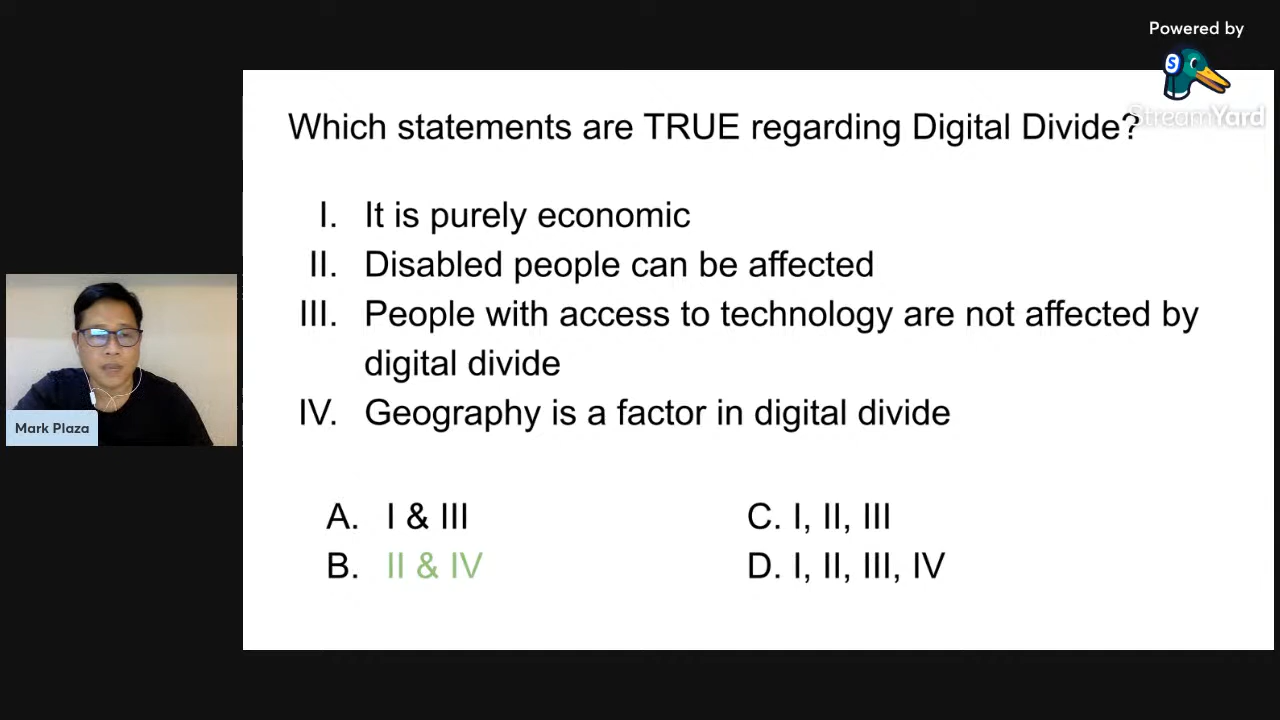 Powered by
StreamYard
Which statements are TRUE regarding Digital Divide?
I. It is purely economic
II. Disabled people can be affected
III. People with access to technology are not affected by
digital divide
IV. Geography is a factor in digital divide
A. I & III
B. II & IV
C. I, II, III
D. I, II, III, IV
Mark Plaza